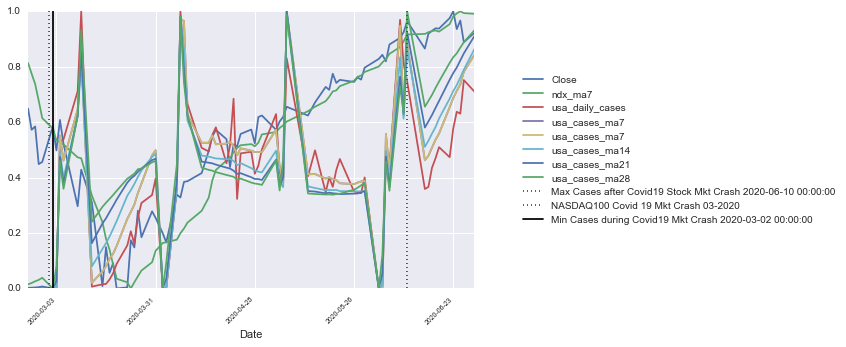 1.0
0.8
0.6
0.4
0.2
0.0
2020-03-03
2020-03-31
2020-04-28
2020-05-26
2020-06-23
Date
Close
ndx_ma7
usa_daily_cases
usa_cases_ma7
usa_cases_ma7
usa_cases_ma14
usa_cases_ma21
usa_cases_ma28
Max Cases after Covid19 Stock Mkt Crash 2020-06-10 00:00:00
NASDAQ100 Covid 19 Mkt Crash 03-2020
Min Cases during Covid19 Mkt Crash 2020-03-02 00:00:00